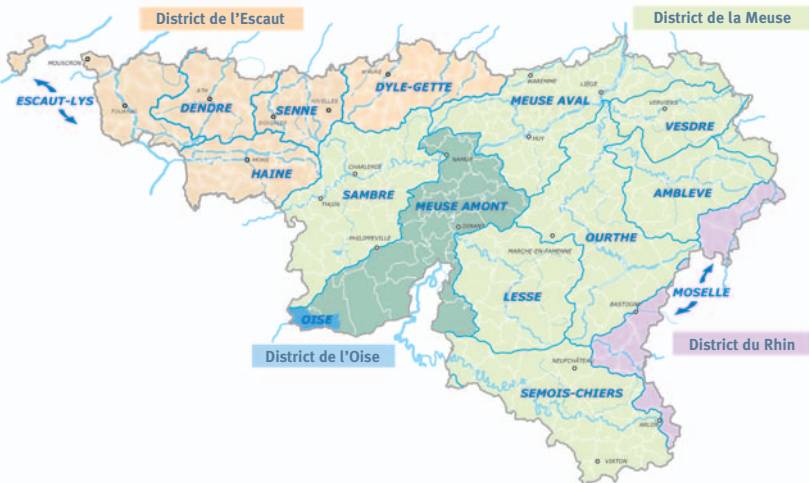 District de l'Escaut
District de la Meuse
MOUSCRON
WAVRE
ESCAUT-LYS
TOURNAI
ATH
DENDRE
SENNE
NIVELLES
SOIGNIES
DYLE-GETTE
WAREMME
LIÈGE
MEUSE AVAL
VERVIERS
VESDRE
HUY
HAINE
MONS
CHARLEROI
NAMUR
SAMBRE
THUIN
MEUSE AMONT
AMBLEVE
DINANT
OURTHE
PHILIPPEVILLE
MARCHE-EN-FAMENNE
LESSE
MOSELLE
BASTOGNE
OISE
District de l'Oise
District du Rhin
NEUFCHÂTEAU
SEMOIS-CHIERS
ARLON
VIRTON